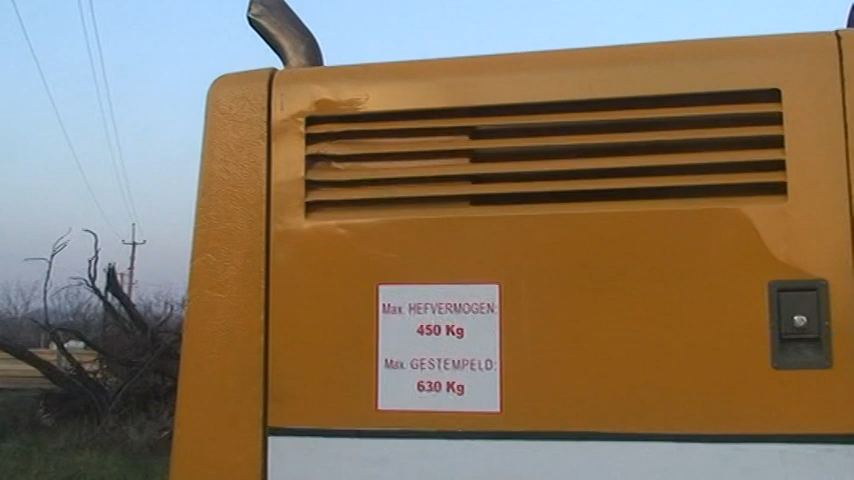 Max. HEFVERMOGEN:
450 Kg
Max. GESTEMPELD:
630 Kg